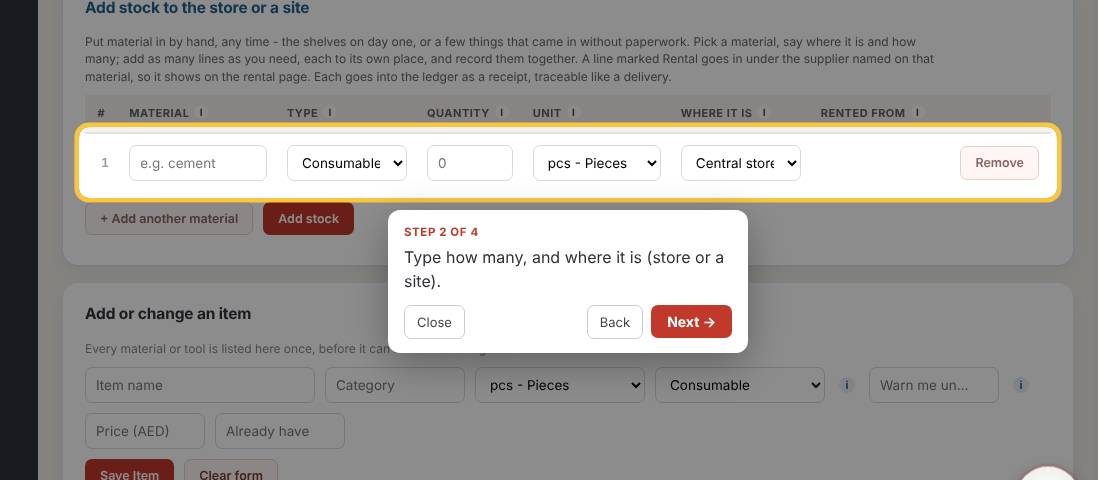 Add stock to the store or a site
Put material in by hand, any time - the shelves on day one, or a few things that came in without paperwork. Pick a material, say where it is and how
many; add as many lines as you need, each to its own place, and record them together. A line marked Rental goes in under the supplier named on that
material, so it shows on the rental page. Each goes into the ledger as a receipt, traceable like a delivery.
# MATERIAL i TYPE i QUANTITY i UNIT i WHERE IT IS i RENTED FROM i
1 e.g. cement Consumable 0 pcs - Pieces Central store Remove
+ Add another material Add stock
STEP 2 OF 4
Type how many, and where it is (store or a
site).
Close Back Next →
Add or change an item
Every material or tool is listed here once, before it can
Item name Category pcs - Pieces Consumable i Warn me un... i
Price (AED) Already have
Save Item Clear form